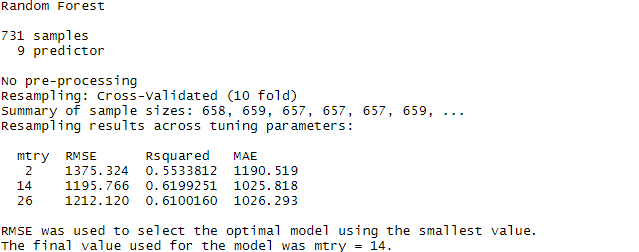 Random Forest
731 samples
9 predictor
No pre-processing
Resampling: Cross-Validated (10 fold)
Summary of sample sizes: 658, 659, 657, 657, 657, 659, ...
Resampling results across tuning parameters:
mtry RMSE Rsquared MAE
2 1375.324 0.5533812 1190.519
14 1195.766 0.6199251 1025.818
26 1212.120 0.6100160 1026.293
RMSE was used to select the optimal model using the smallest value.
The final value used for the model was mtry = 14.